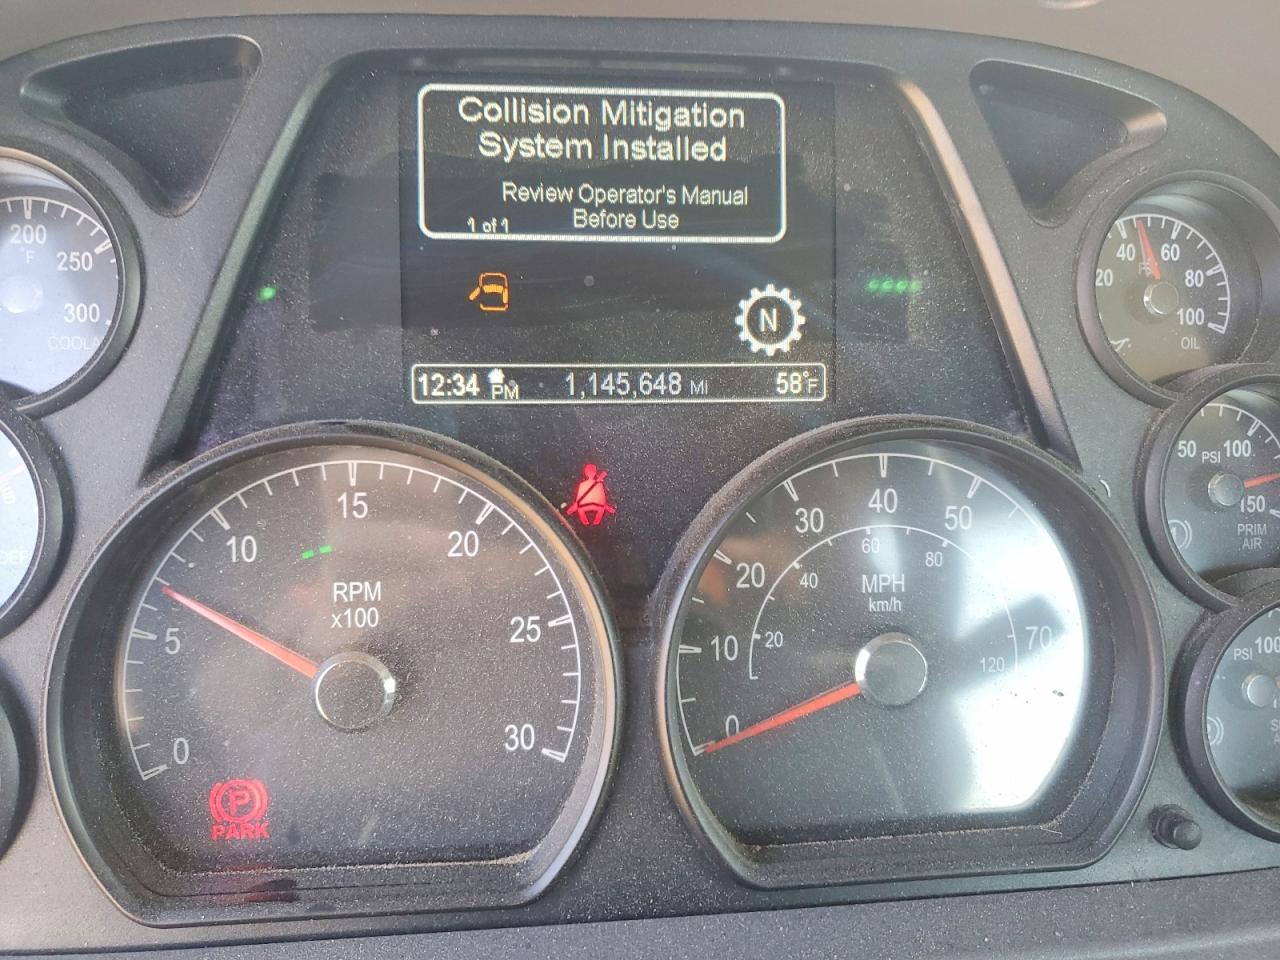 Collision Mitigation
System Installed
Review Operator's Manual
Before Use
1 of 1
N
12:34 PM 1,145,648 MI 58°F
200
°F
250
300
40 60
20 PSI 80
100
OIL
50 PSI 100
150
PRIM
AIR
PSI 100
DEF
0 5 10 15 20 25 30
RPM
x100
P
PARK
0 10 20 30 40 50 70
20 40 60 80 100 120
MPH
km/h